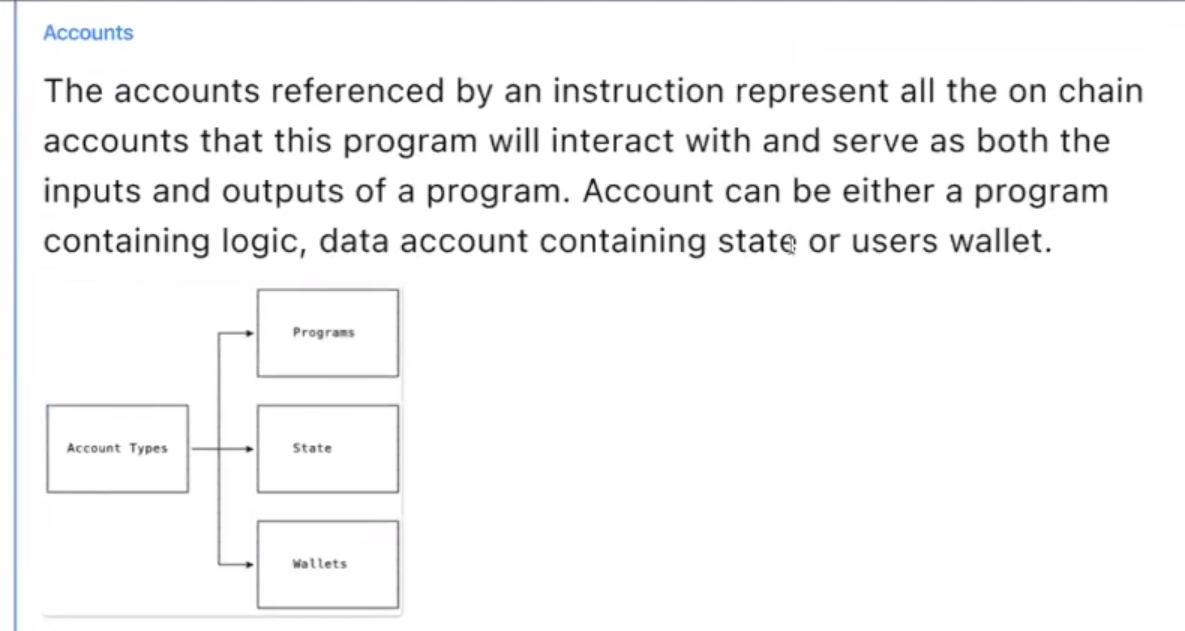 Accounts
The accounts referenced by an instruction represent all the on chain
accounts that this program will interact with and serve as both the
inputs and outputs of a program. Account can be either a program
containing logic, data account containing state or users wallet.
Programs
Account Types
State
Wallets